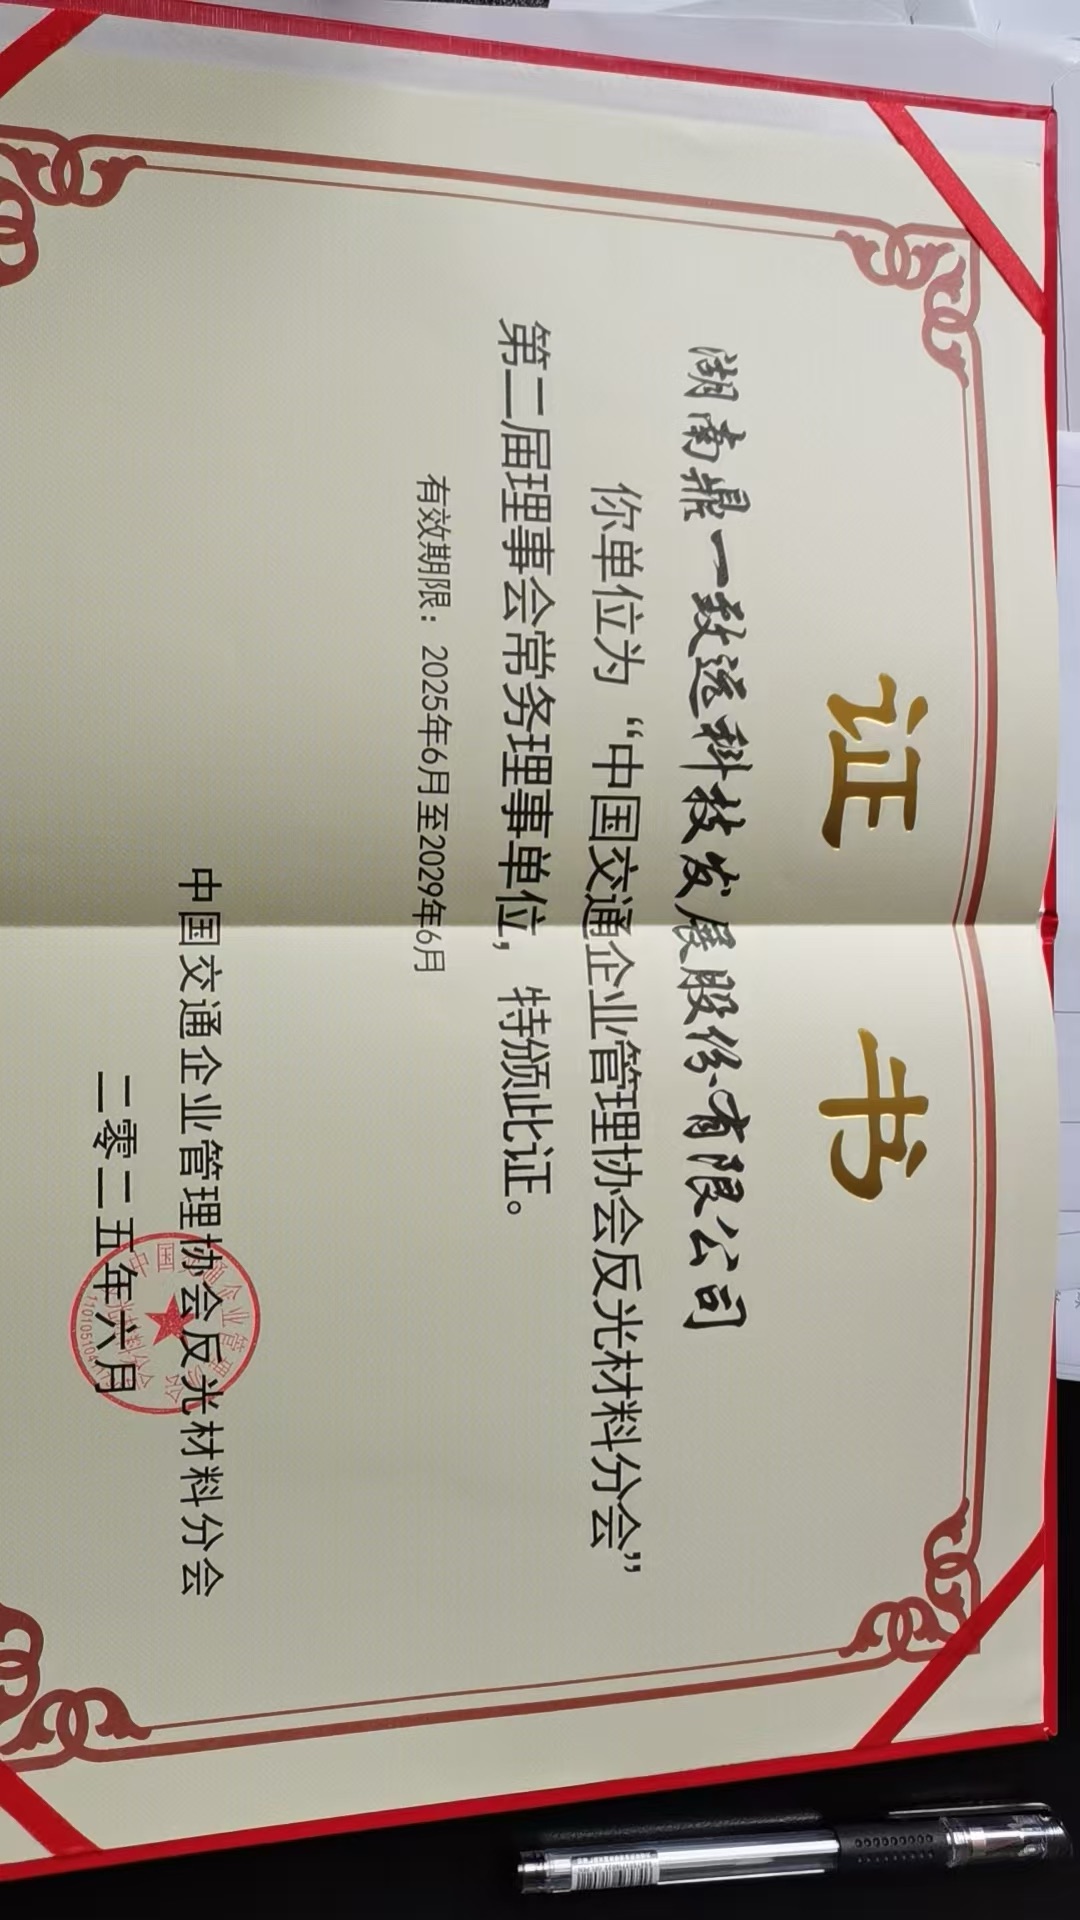 证书
湖南鼎一致远科技发展股份有限公司
你单位为“中国交通企业管理协会反光材料分会”
第二届理事会常务理事单位，特颁此证。
有效期限：2025年6月至2029年6月
中国交通企业管理协会反光材料分会
二零二五年六月